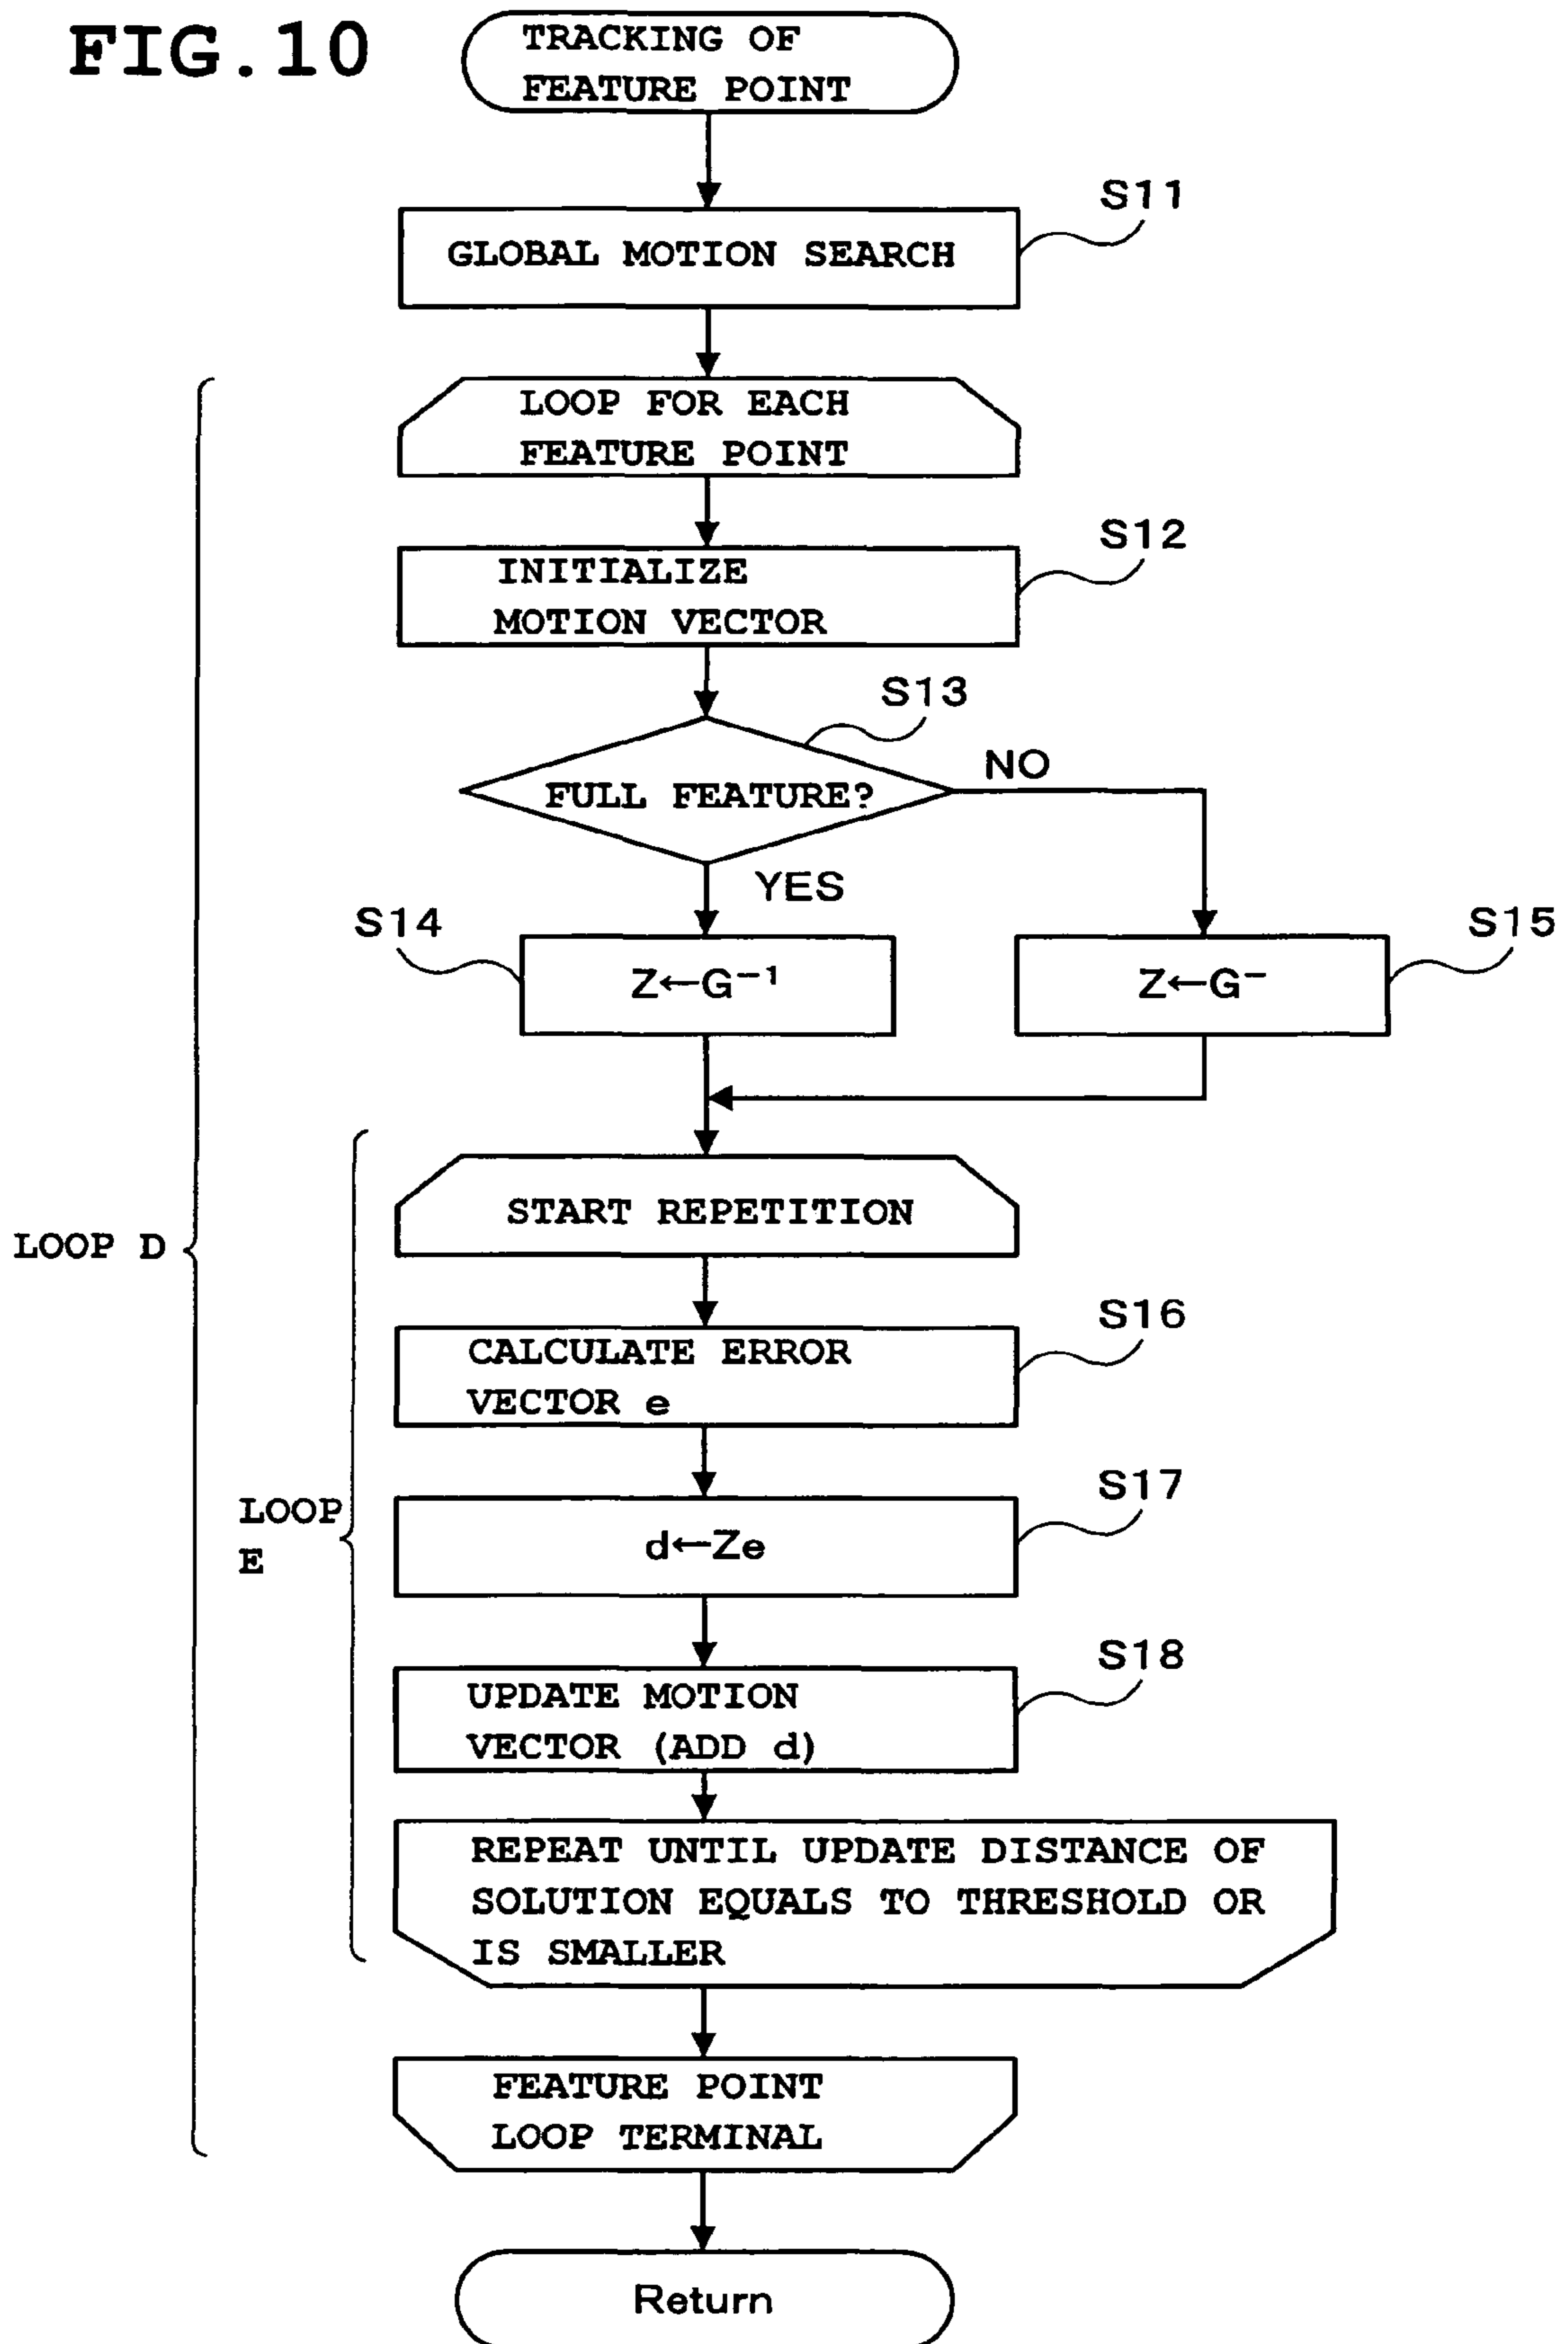 FIG.10
TRACKING OF
FEATURE POINT
S11
GLOBAL MOTION SEARCH
LOOP FOR EACH
FEATURE POINT
S12
INITIALIZE
MOTION VECTOR
S13
FULL FEATURE?
NO
YES
S14
Z←G⁻¹
S15
Z←G⁻
START REPETITION
LOOP D
S16
CALCULATE ERROR
VECTOR e
S17
LOOP
E
d←Ze
S18
UPDATE MOTION
VECTOR (ADD d)
REPEAT UNTIL UPDATE DISTANCE OF
SOLUTION EQUALS TO THRESHOLD OR
IS SMALLER
FEATURE POINT
LOOP TERMINAL
Return